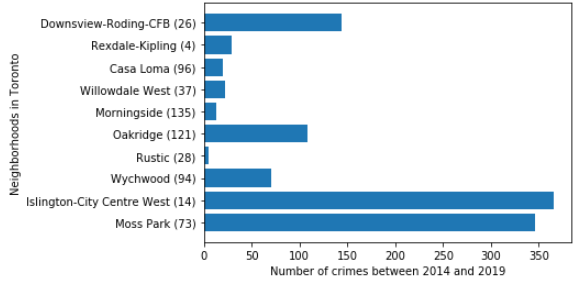 Neighborhoods in Toronto
Downsview-Roding-CFB (26)
Rexdale-Kipling (4)
Casa Loma (96)
Willowdale West (37)
Morningside (135)
Oakridge (121)
Rustic (28)
Wychwood (94)
Islington-City Centre West (14)
Moss Park (73)
0 50 100 150 200 250 300 350
Number of crimes between 2014 and 2019